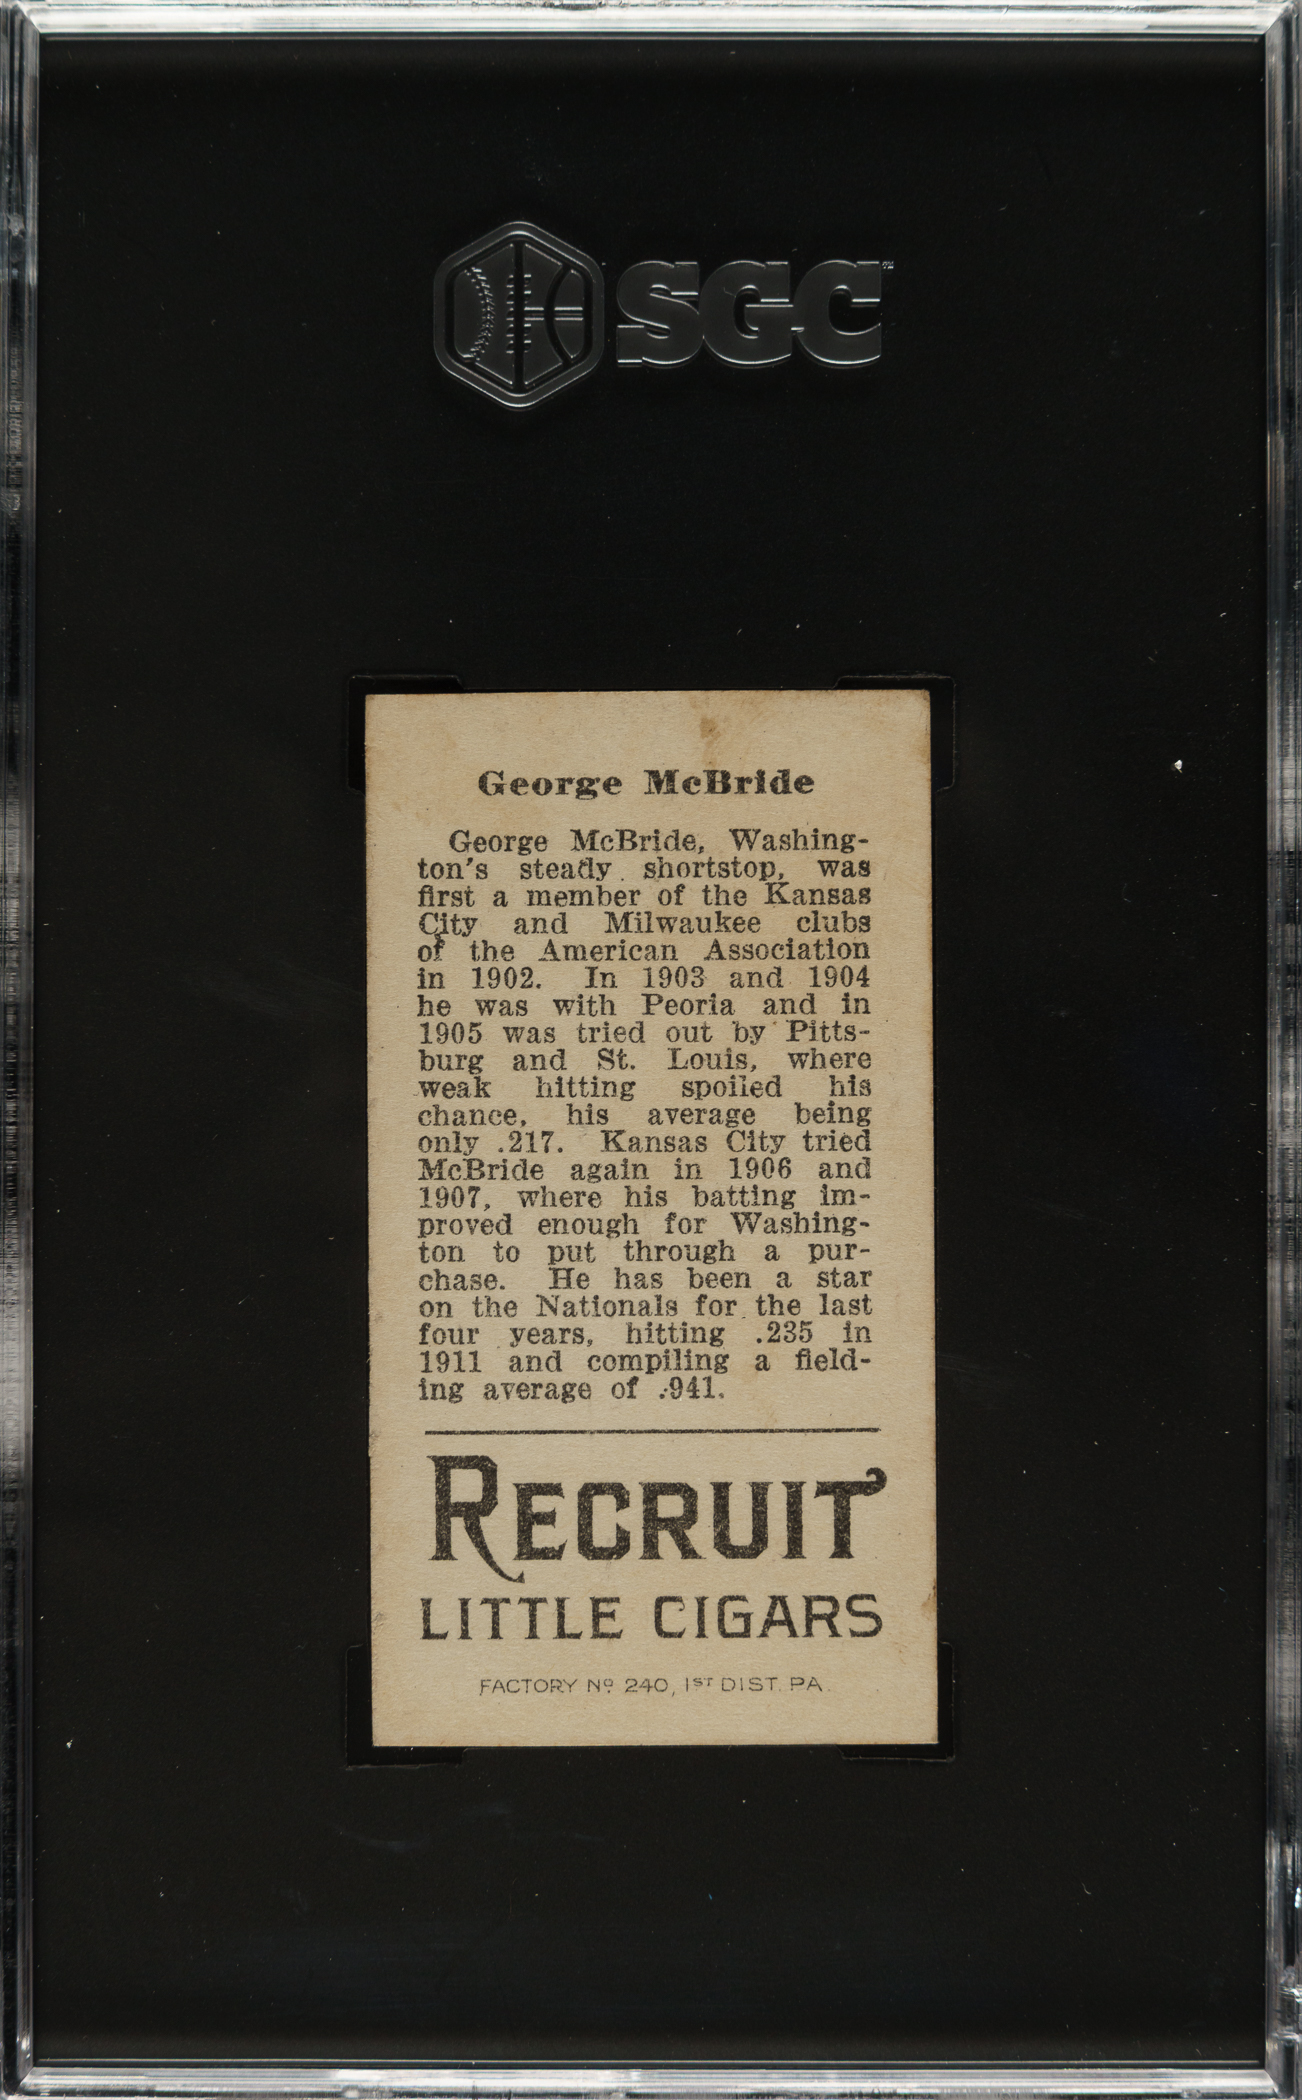 SGC™
George McBride
George McBride, Washing-
ton's steady shortstop, was
first a member of the Kansas
City and Milwaukee clubs
of the American Association
in 1902. In 1903 and 1904
he was with Peoria and in
1905 was tried out by Pitts-
burg and St. Louis, where
weak hitting spoiled his
chance, his average being
only .217. Kansas City tried
McBride again in 1906 and
1907, where his batting im-
proved enough for Washing-
ton to put through a pur-
chase. He has been a star
on the Nationals for the last
four years, hitting .235 in
1911 and compiling a field-
ing average of .941.
RECRUIT
LITTLE CIGARS
FACTORY Nº 240, 1ST DIST. PA.